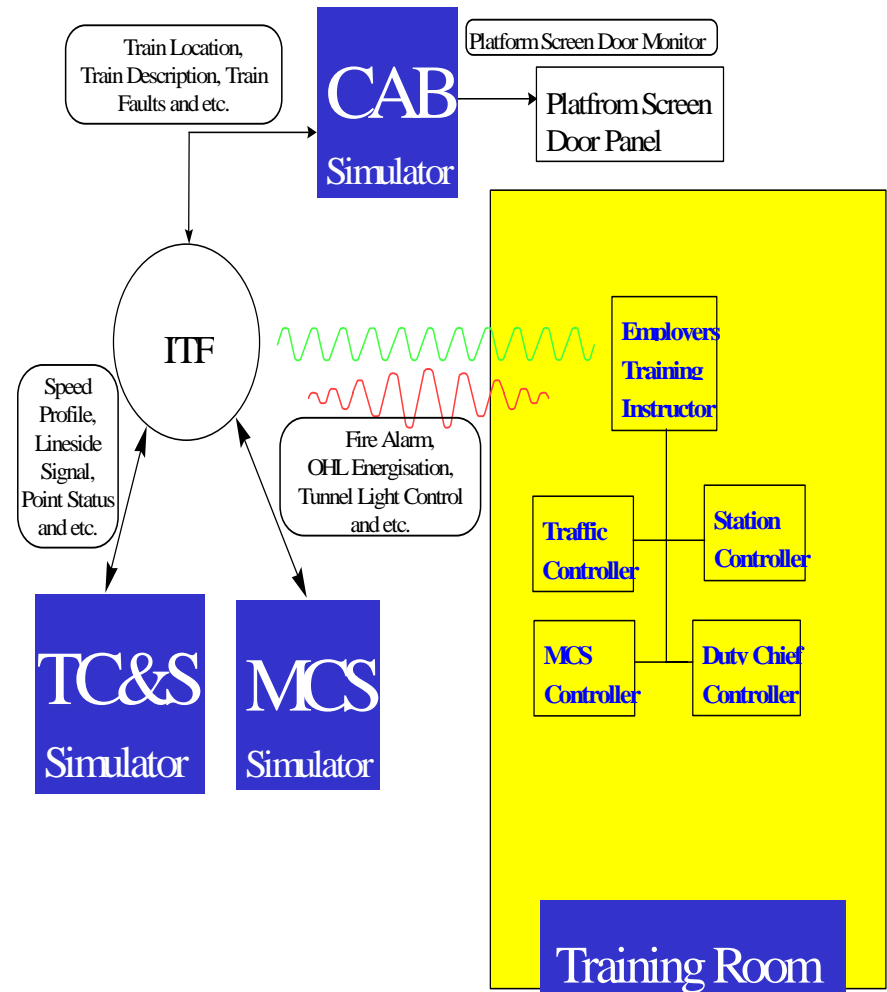 Train Location,
Train Description, Train
Faults and etc.
CAB
Simulator
Platform Screen Door Monitor
Platfrom Screen
Door Panel
ITF
Speed
Profile,
Lineside
Signal,
Point Status
and etc.
Fire Alarm,
OHL Energisation,
Tunnel Light Control
and etc.
TC&S
Simulator
MCS
Simulator
Employers
Training
Instructor
Traffic
Controller
Station
Controller
MCS
Controller
Duty Chief
Controller
Training Room